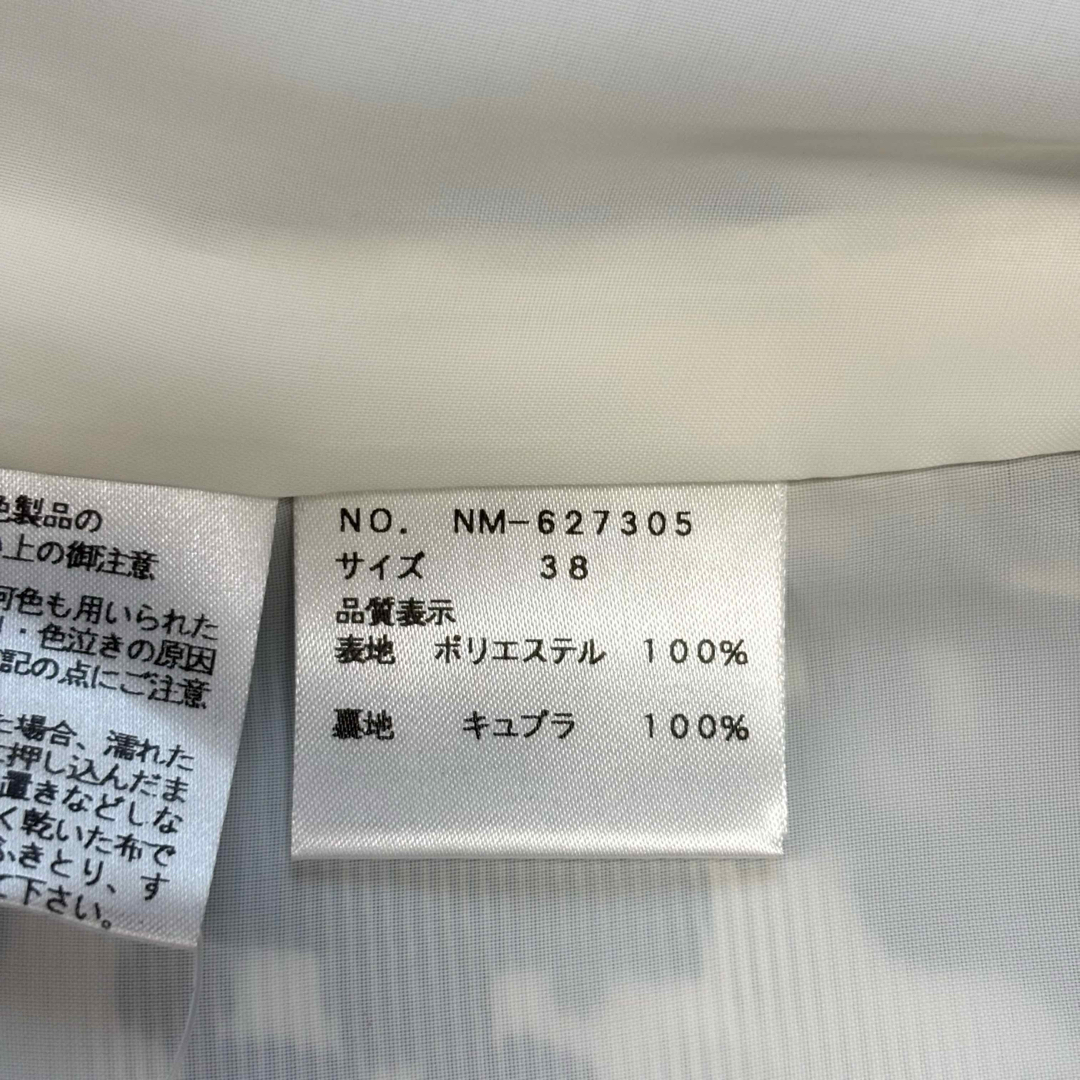 製品の
上の御注意
何色も用いられた
・色泣きの原因
記の点にご注意
場合、濡れた
押し込んだま
置きなどしな
く乾いた布で
ふきとり、す
下さい。
NO. NM-627305
サイズ 38
品質表示
表地 ポリエステル 100%
裏地 キュプラ 100%